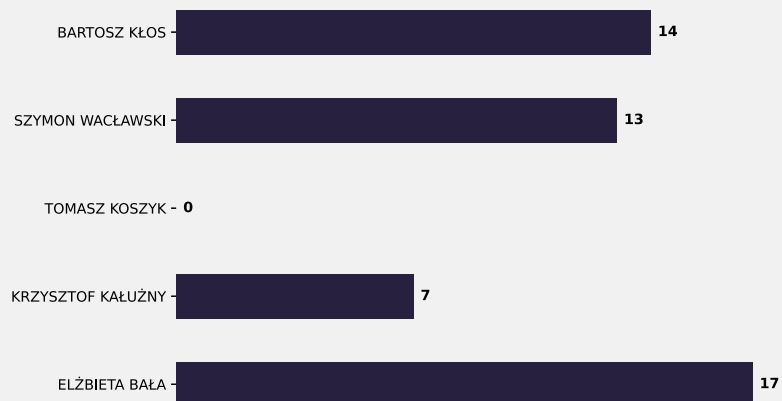 BARTOSZ KŁOS 14
SZYMON WACŁAWSKI 13
TOMASZ KOSZYK 0
KRZYSZTOF KAŁUŻNY 7
ELŻBIETA BAŁA 17